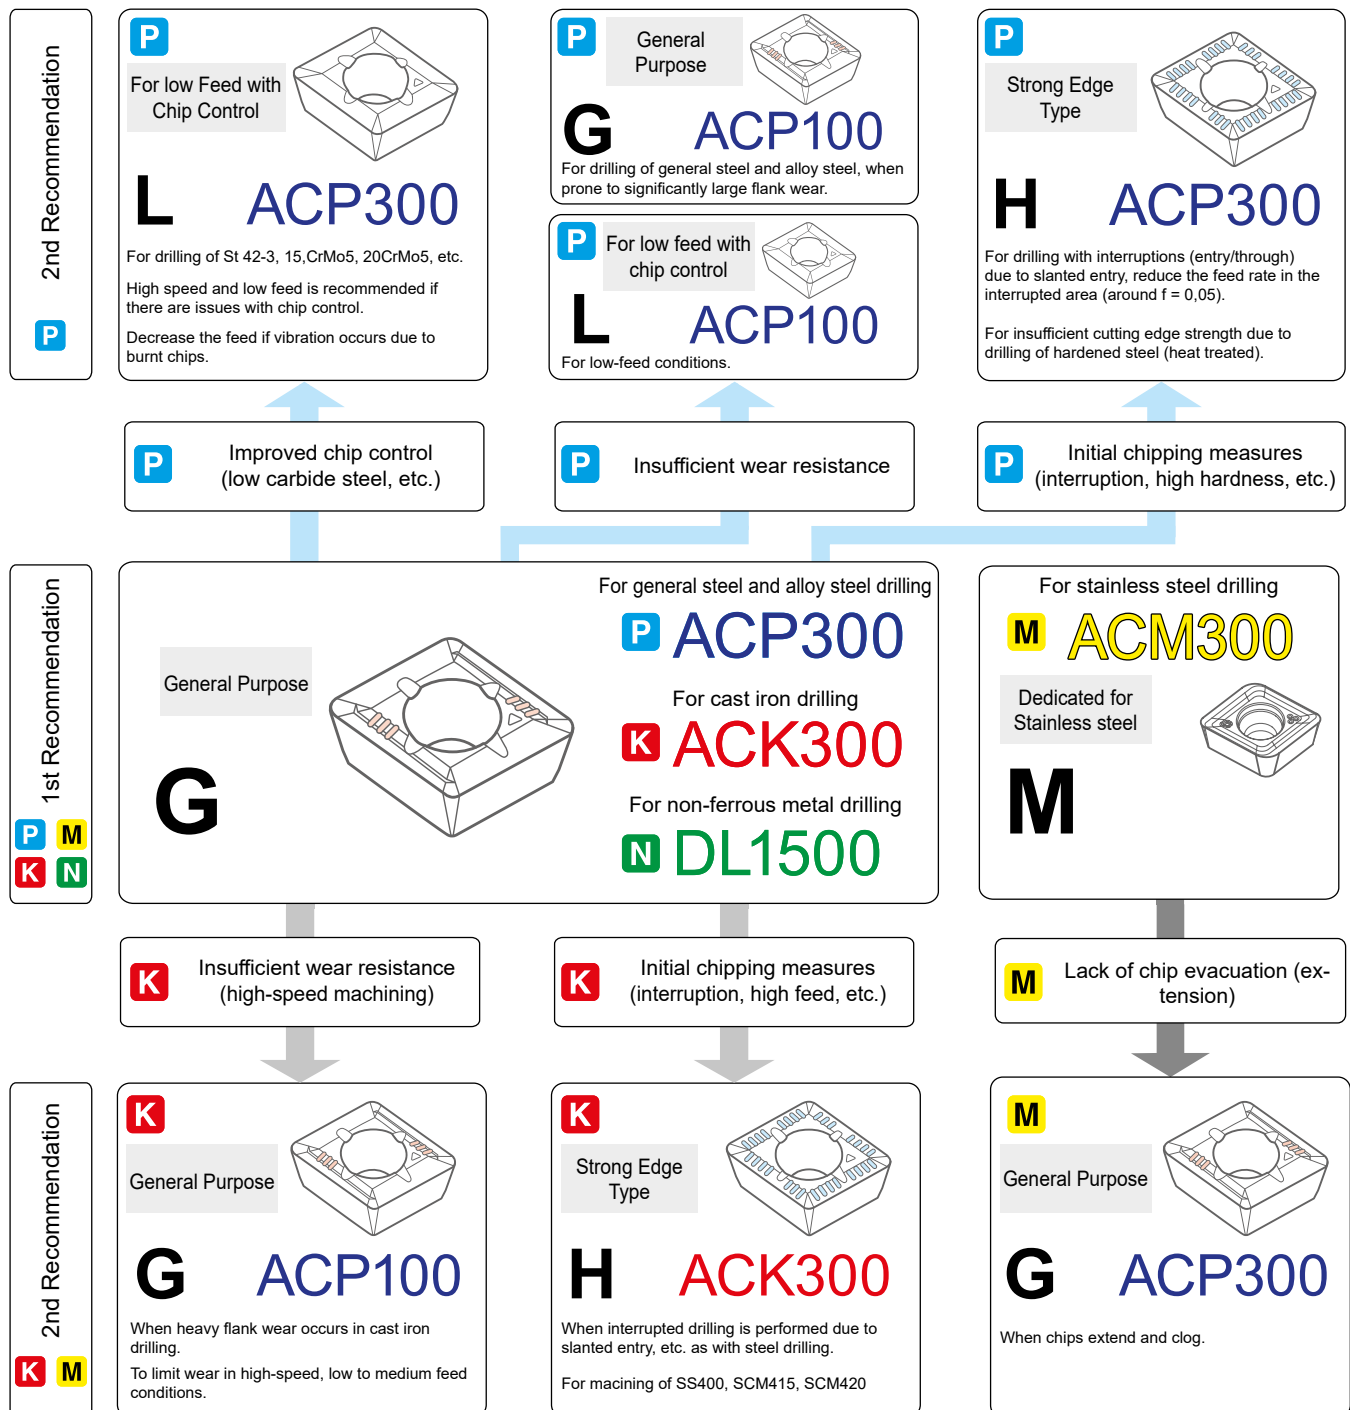 2nd Recommendation
P
P
For low Feed with
Chip Control
L ACP300
For drilling of St 42-3, 15,CrMo5, 20CrMo5, etc.
High speed and low feed is recommended if
there are issues with chip control.
Decrease the feed if vibration occurs due to
burnt chips.
P
General
Purpose
G ACP100
For drilling of general steel and alloy steel, when
prone to significantly large flank wear.
P
For low feed with
chip control
L ACP100
For low-feed conditions.
P
Strong Edge
Type
H ACP300
For drilling with interruptions (entry/through)
due to slanted entry, reduce the feed rate in the
interrupted area (around f = 0,05).
For insufficient cutting edge strength due to
drilling of hardened steel (heat treated).
P
Improved chip control
(low carbide steel, etc.)
P
Insufficient wear resistance
P
Initial chipping measures
(interruption, high hardness, etc.)
1st Recommendation
P M
K N
General Purpose
G
For general steel and alloy steel drilling
P ACP300
For cast iron drilling
K ACK300
For non-ferrous metal drilling
N DL1500
For stainless steel drilling
M ACM300
Dedicated for
Stainless steel
M
K
Insufficient wear resistance
(high-speed machining)
K
Initial chipping measures
(interruption, high feed, etc.)
M
Lack of chip evacuation (ex-
tension)
2nd Recommendation
K M
K
General Purpose
G ACP100
When heavy flank wear occurs in cast iron
drilling.
To limit wear in high-speed, low to medium feed
conditions.
K
Strong Edge
Type
H ACK300
When interrupted drilling is performed due to
slanted entry, etc. as with steel drilling.
For macining of SS400, SCM415, SCM420
M
General Purpose
G ACP300
When chips extend and clog.